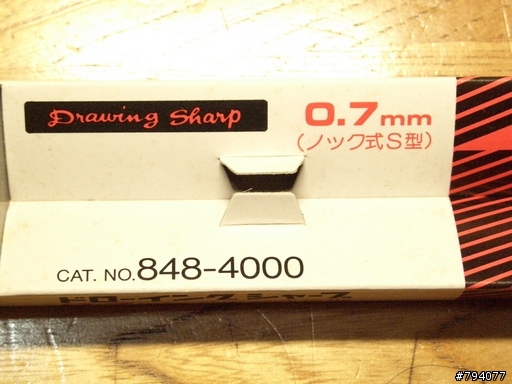 Drawing Sharp
0.7mm
(ノック式S型)
CAT. NO.848-4000
ドローイングシャープ
#794077